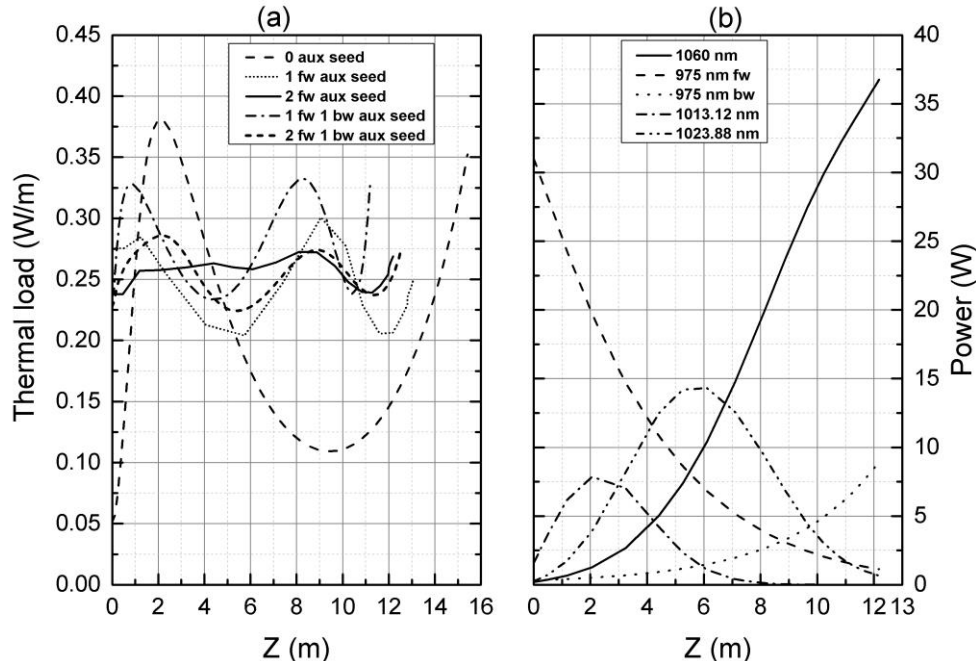 (a)
(b)
0.45
0.40
0.35
0.30
0.25
0.20
0.15
0.10
0.05
0.00
Thermal load (W/m)
0 aux seed
1 fw aux seed
2 fw aux seed
1 fw 1 bw aux seed
2 fw 1 bw aux seed
0 2 4 6 8 10 12 14 16
Z (m)
1060 nm
975 nm fw
975 nm bw
1013.12 nm
1023.88 nm
0 2 4 6 8 10 12 13
Z (m)
40
35
30
25
20
15
10
5
0
Power (W)